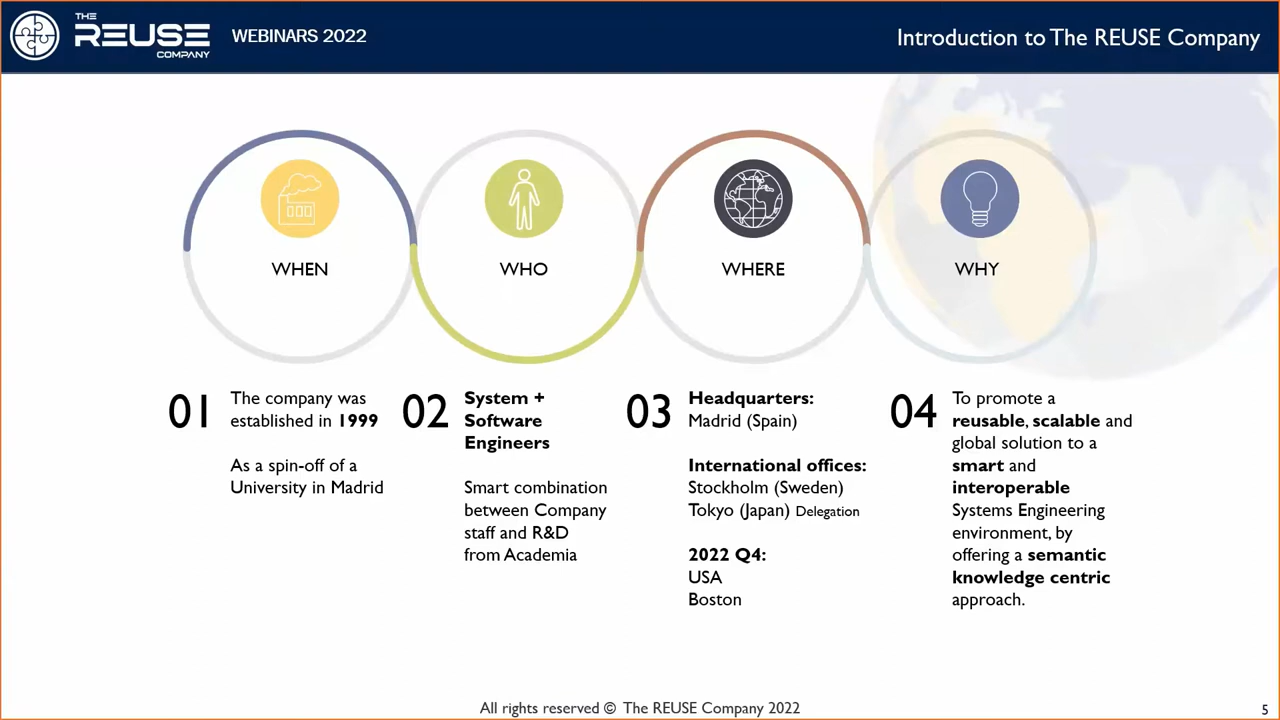 THE
REUSE
COMPANY
WEBINARS 2022
Introduction to The REUSE Company
WHEN
WHO
WHERE
WHY
01
The company was
established in 1999
As a spin-off of a
University in Madrid
02
System +
Software
Engineers
Smart combination
between Company
staff and R&D
from Academia
03
Headquarters:
Madrid (Spain)
International offices:
Stockholm (Sweden)
Tokyo (Japan) Delegation
2022 Q4:
USA
Boston
04
To promote a
reusable, scalable and
global solution to a
smart and
interoperable
Systems Engineering
environment, by
offering a semantic
knowledge centric
approach.
All rights reserved © The REUSE Company 2022
5